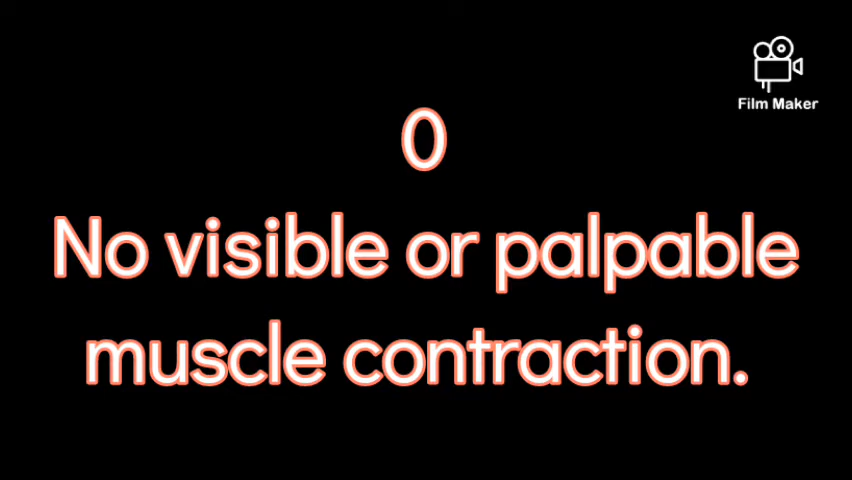 Film Maker
0
No visible or palpable
muscle contraction.